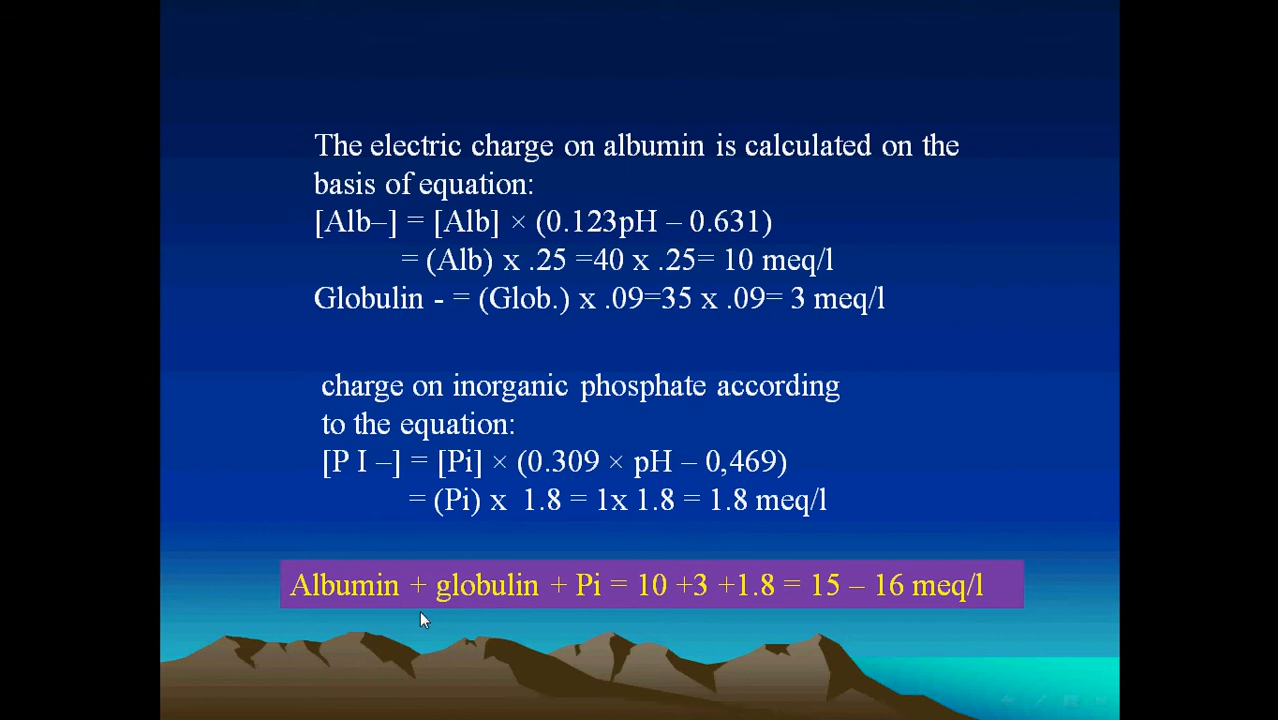 The electric charge on albumin is calculated on the
basis of equation:
[Alb–] = [Alb] × (0.123pH – 0.631)
= (Alb) x .25 =40 x .25= 10 meq/l
Globulin - = (Glob.) x .09=35 x .09= 3 meq/l
charge on inorganic phosphate according
to the equation:
[P I –] = [Pi] × (0.309 × pH – 0,469)
= (Pi) x 1.8 = 1x 1.8 = 1.8 meq/l
Albumin + globulin + Pi = 10 +3 +1.8 = 15 – 16 meq/l